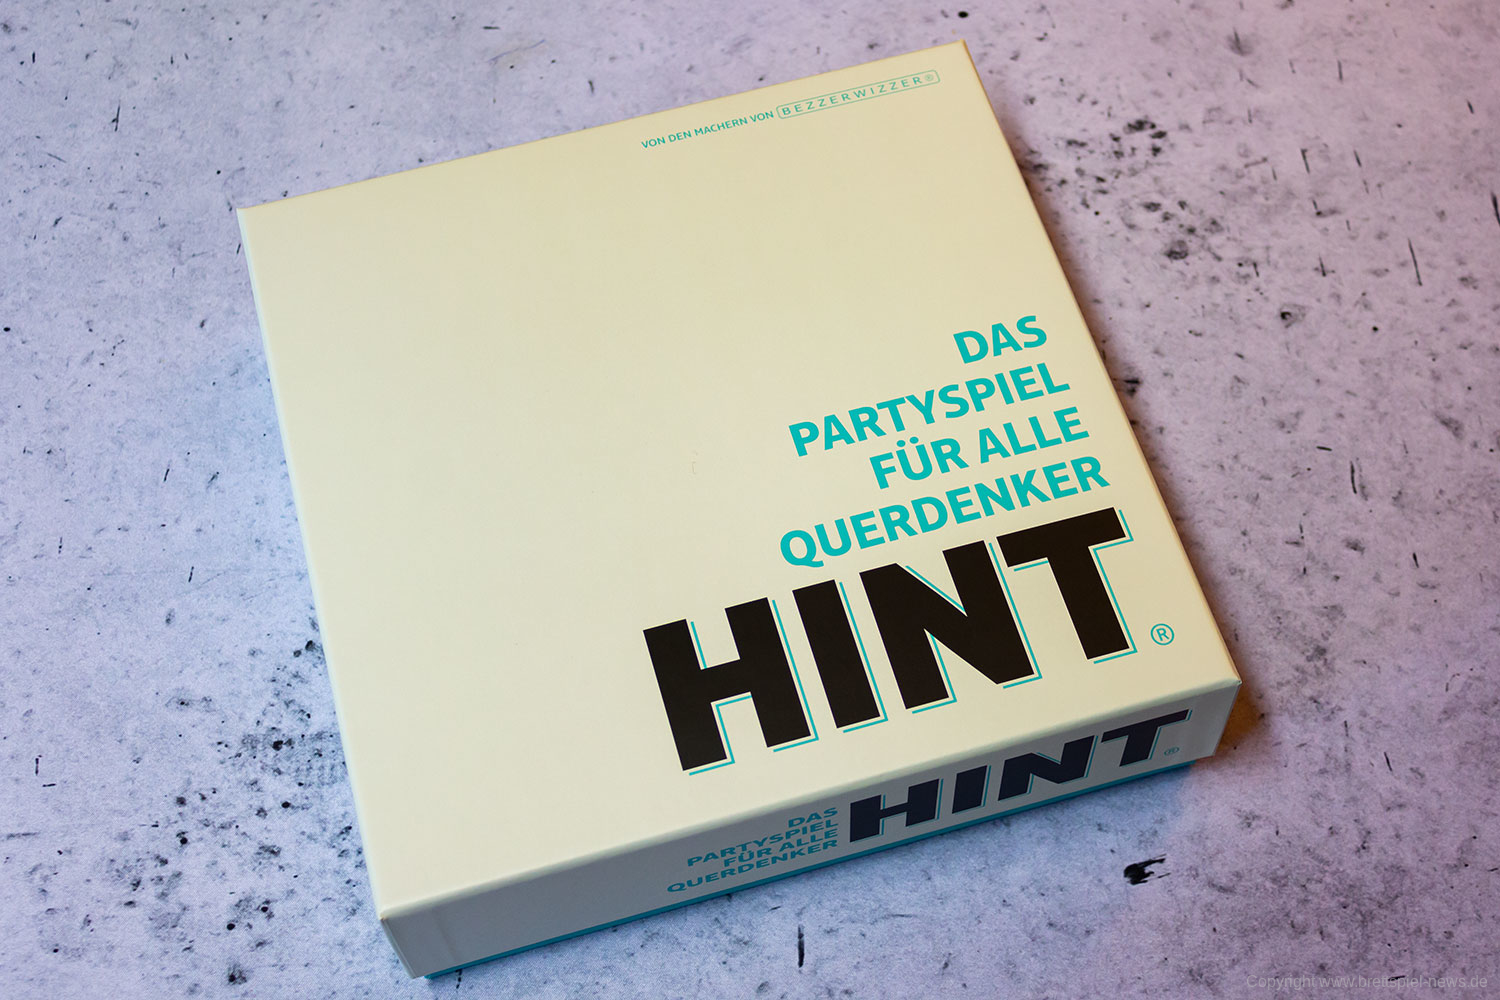 VON DEN MACHERN VON BEZZERWIZZER®
DAS
PARTYSPIEL
FÜR ALLE
QUERDENKER
HINT®
DAS
PARTYSPIEL
FÜR ALLE
QUERDENKER
HINT®
Copyright www.brettspiel-news.de